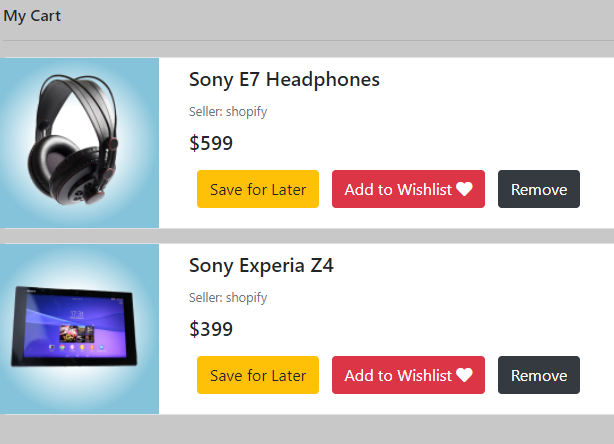 My Cart
Sony E7 Headphones
Seller: shopify
$599
Save for Later Add to Wishlist Remove
Sony Experia Z4
Seller: shopify
$399
Save for Later Add to Wishlist Remove